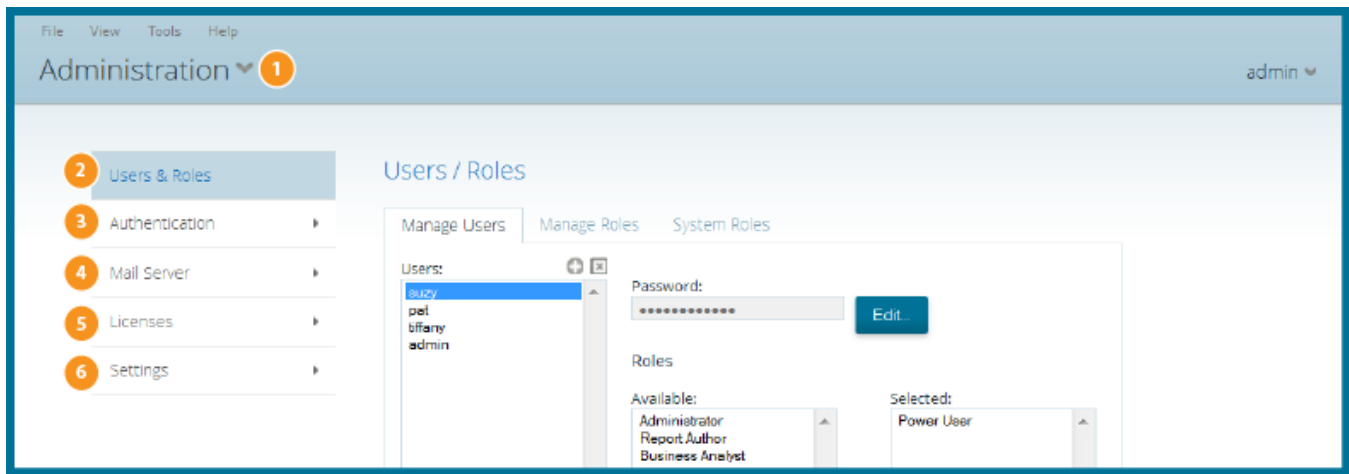 File View Tools Help
Administration 1
admin
2 Users & Roles
3 Authentication
4 Mail Server
5 Licenses
6 Settings
Users / Roles
Manage Users Manage Roles System Roles
Users:
suzy
pat
tiffany
admin
Password:
************
Edit...
Roles
Available:
Administrator
Report Author
Business Analyst
Selected:
Power User